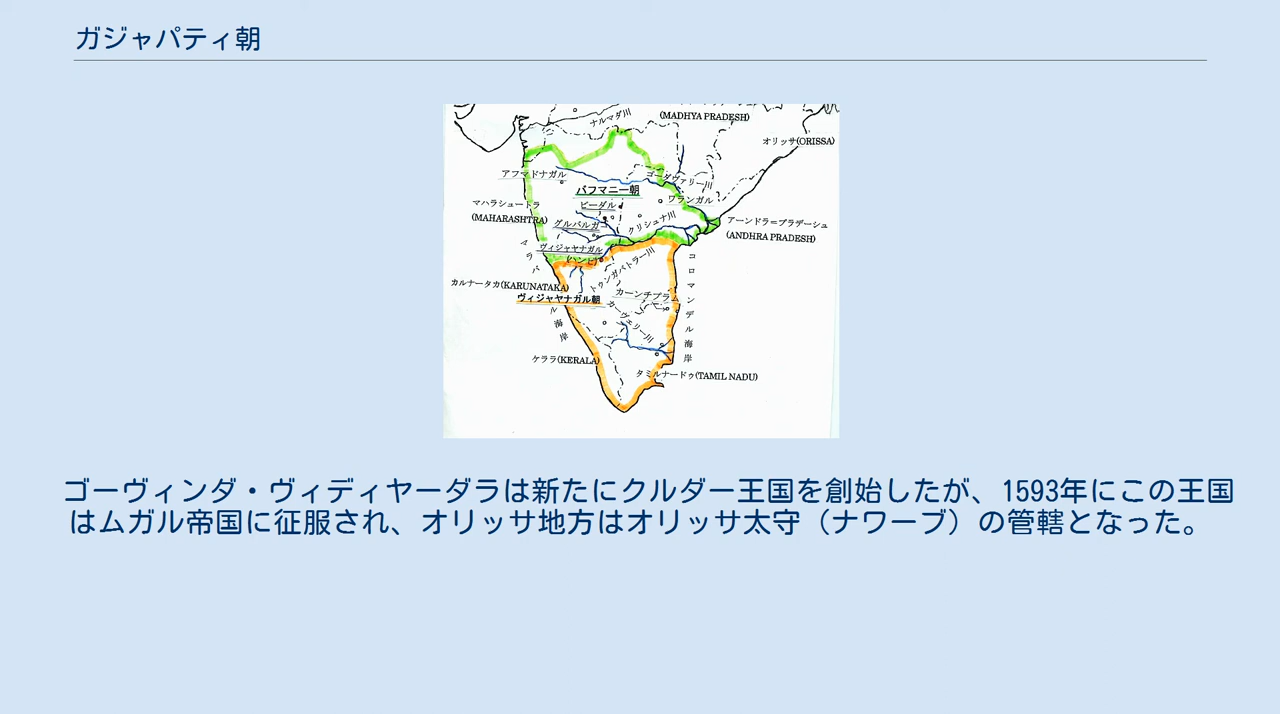 ガジャパティ朝
ナルマダ川
(MADHYA PRADESH)
オリッサ(ORISSA)
アフマドナガル
ゴーダヴァリー川
バフマニー朝
ワランガル
マハラシュートラ
(MAHARASHTRA)
ビーダル
グルバルガ
クリシュナ川
アーンドラ=プラデーシュ
(ANDHRA PRADESH)
ヴィジャヤナガル
(ハンピ)
トゥンガバドラー川
カルナータカ(KARUNATAKA)
カーンチプラム
ヴィジャヤナガル朝
コロマンデル海岸
ケララ(KERALA)
タミルナードゥ(TAMIL NADU)
ゴーヴィンダ・ヴィディヤーダラは新たにクルダー王国を創始したが、1593年にこの王国
はムガル帝国に征服され、オリッサ地方はオリッサ太守（ナワーブ）の管轄となった。